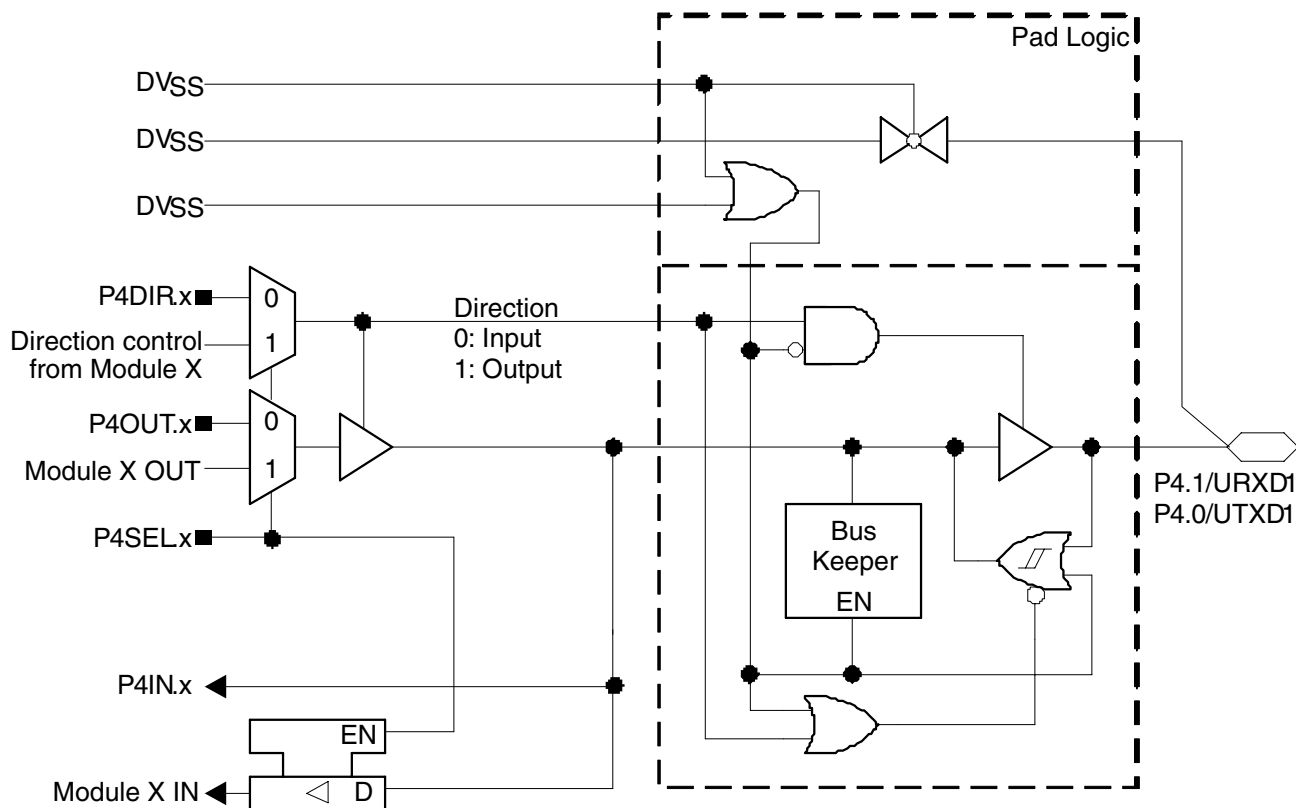 Pad Logic
DVSS
DVSS
DVSS
P4DIR.x
0
Direction control
from Module X
1
Direction
0: Input
1: Output
P4OUT.x
0
Module X OUT
1
P4SEL.x
P4.1/URXD1
P4.0/UTXD1
Bus
Keeper
EN
P4IN.x
EN
Module X IN
D